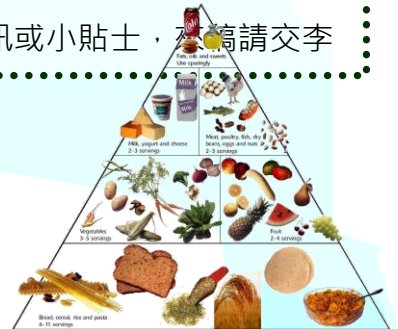 訊或小貼士，來稿請交李
Coke
Fats, oils and sweets
Use sparingly
Milk
Milk, yogurt and cheese
2-3 servings
Meat, poultry, fish, dry
beans, eggs and nuts
2-3 servings
Vegetables
3-5 servings
Fruit
2-4 servings
Bread, cereal, rice and pasta
6-11 servings